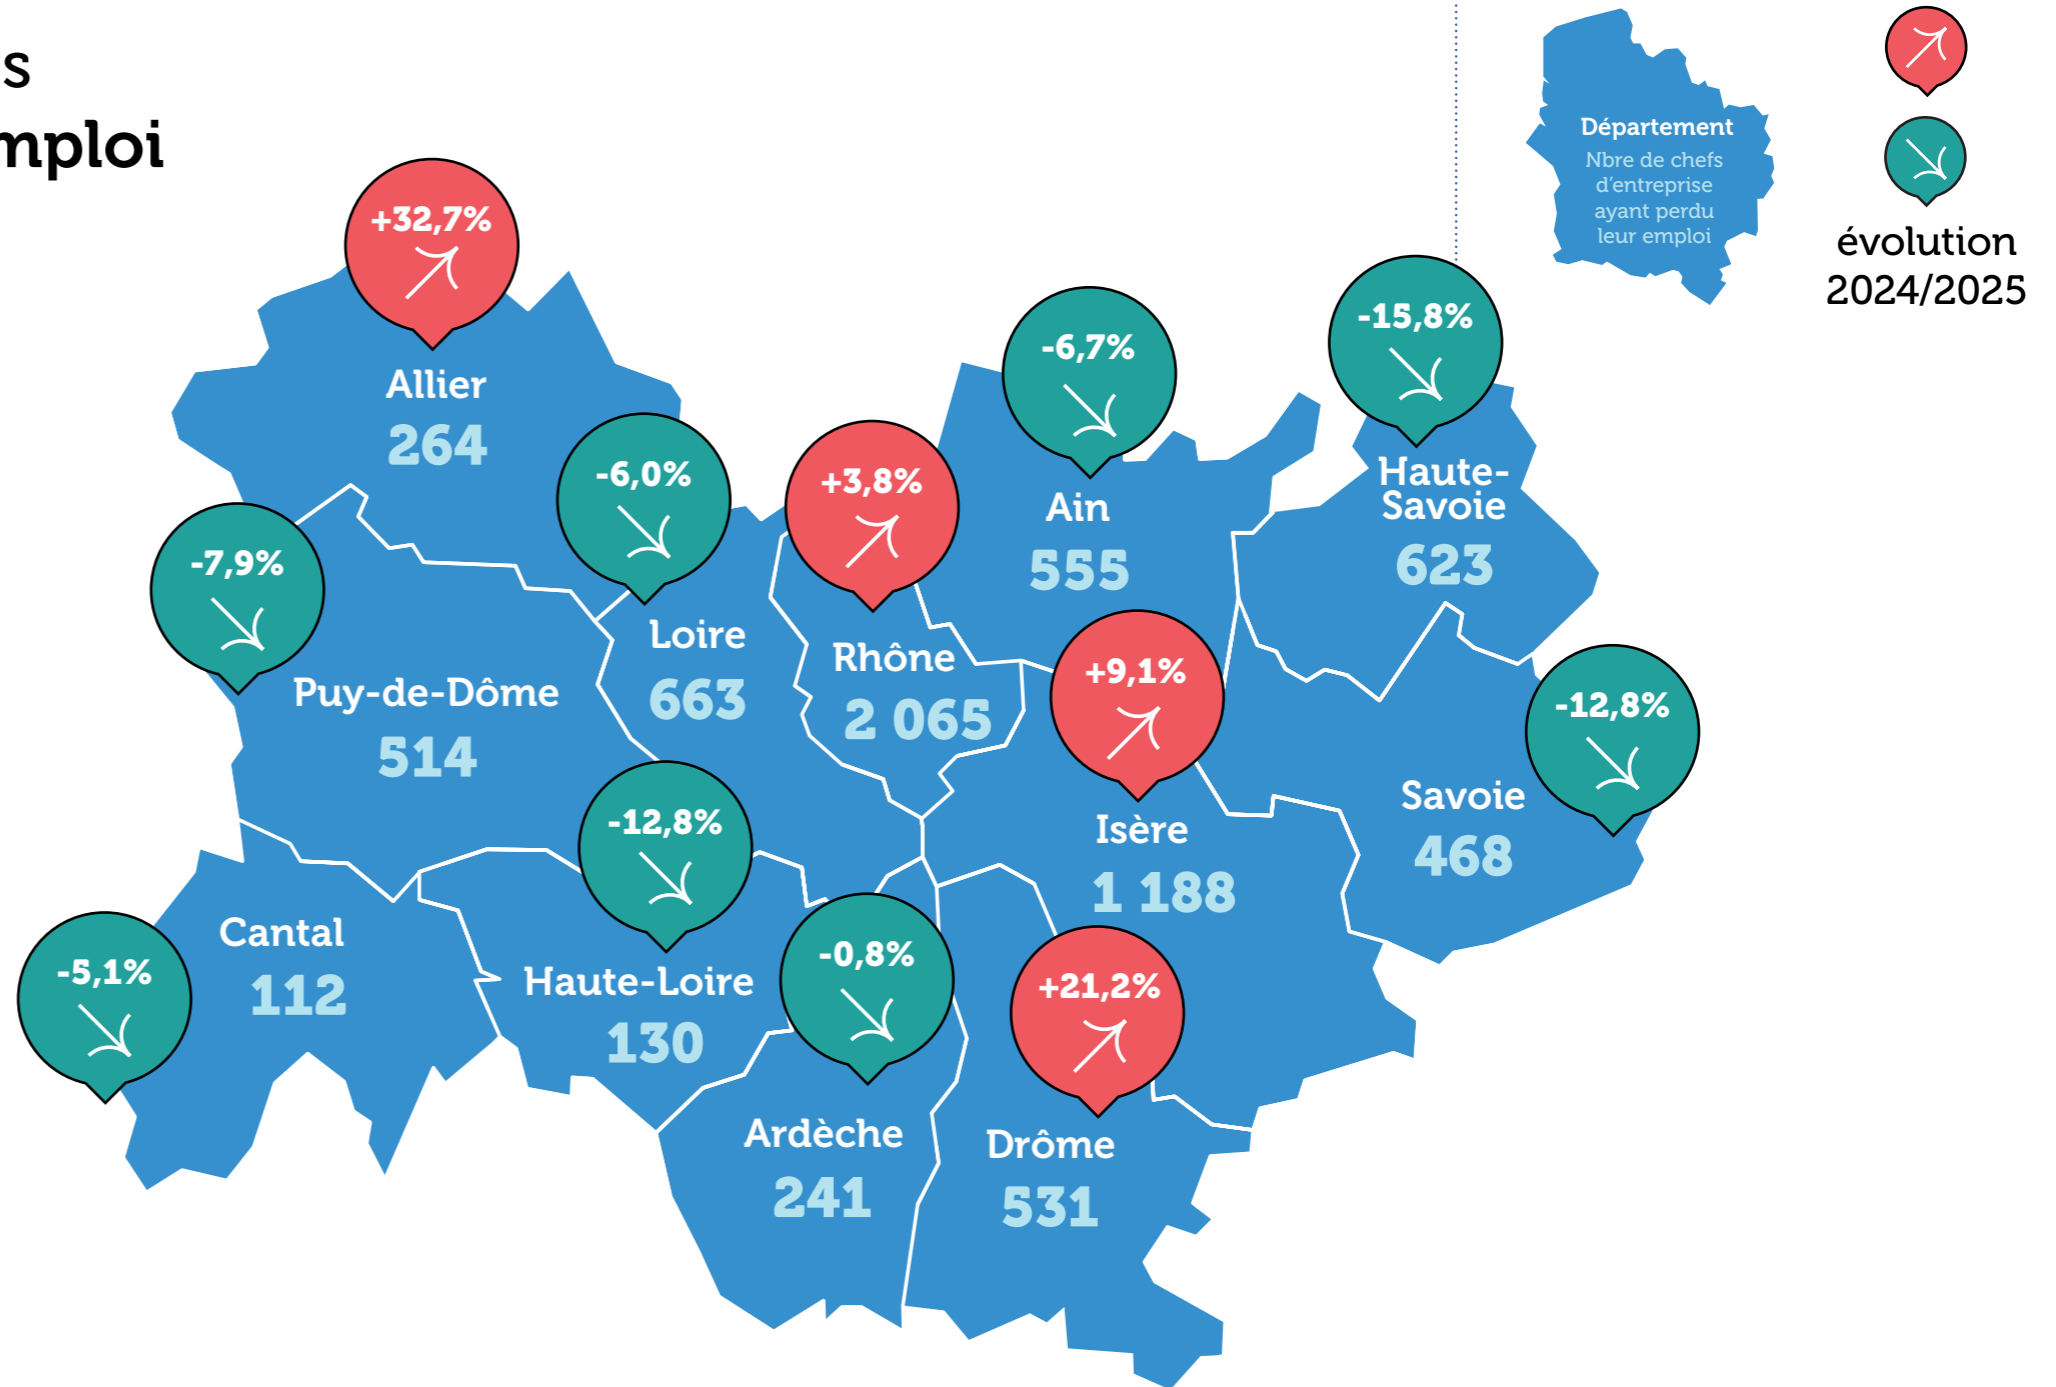 s
mploi
Département
Nbre de chefs
d'entreprise
ayant perdu
leur emploi
évolution
2024/2025
+32,7%
Allier
264
-6,0%
Loire
663
+3,8%
Rhône
2 065
-6,7%
Ain
555
-15,8%
Haute-
Savoie
623
-7,9%
Puy-de-Dôme
514
+9,1%
Isère
1 188
-12,8%
Savoie
468
-12,8%
Haute-Loire
130
-5,1%
Cantal
112
-0,8%
Ardèche
241
+21,2%
Drôme
531